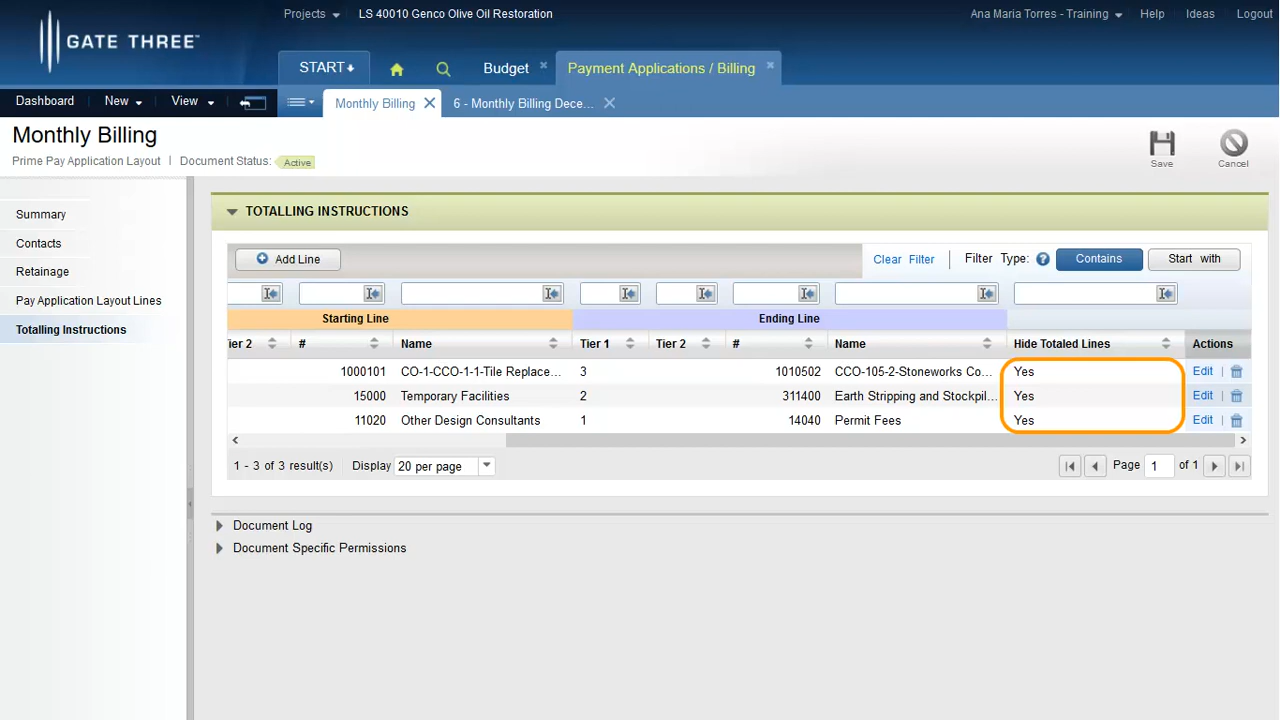 Projects LS 40010 Genco Olive Oil Restoration Ana Maria Torres - Training Help Ideas Logout
GATE THREE
START Budget Payment Applications / Billing
Dashboard New View Monthly Billing 6 - Monthly Billing Dece...
Monthly Billing
Prime Pay Application Layout | Document Status: Active
Save Cancel
Summary
Contacts
Retainage
Pay Application Layout Lines
Totalling Instructions
TOTALLING INSTRUCTIONS
Add Line Clear Filter | Filter Type: ? Contains Start with
Starting Line Ending Line
Tier 2 # Name Tier 1 Tier 2 # Name Hide Totaled Lines Actions
1000101 CO-1-CCO-1-1-Tile Replace... 3 1010502 CCO-105-2-Stoneworks Co... Yes Edit |
15000 Temporary Facilities 2 311400 Earth Stripping and Stockpil... Yes Edit |
11020 Other Design Consultants 1 14040 Permit Fees Yes Edit |
1 - 3 of 3 result(s) Display 20 per page Page 1 of 1
Document Log
Document Specific Permissions